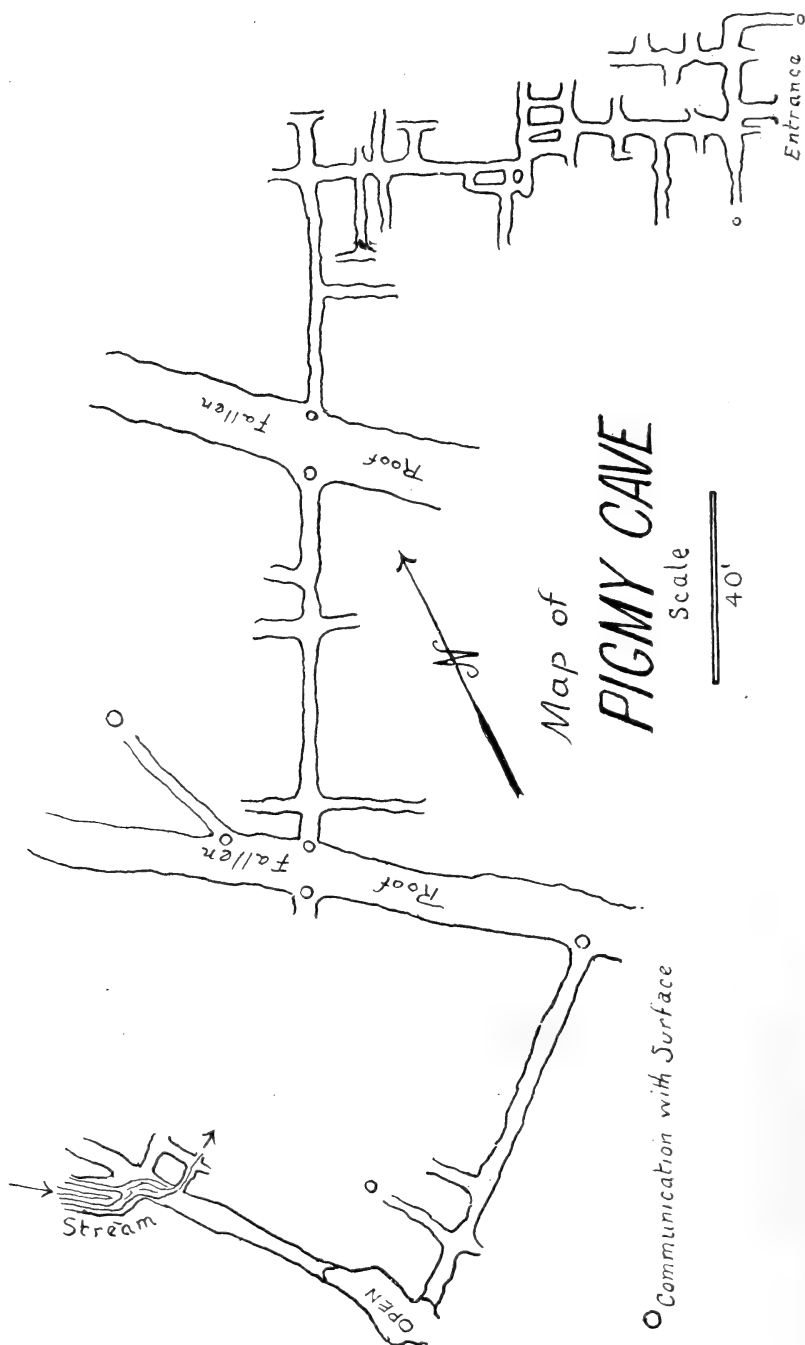 Map of
PIGMY CAVE
Scale
40'
N
Entrance
Fallen
Roof
Fallen
Roof
Stream
OPEN
Communication with Surface